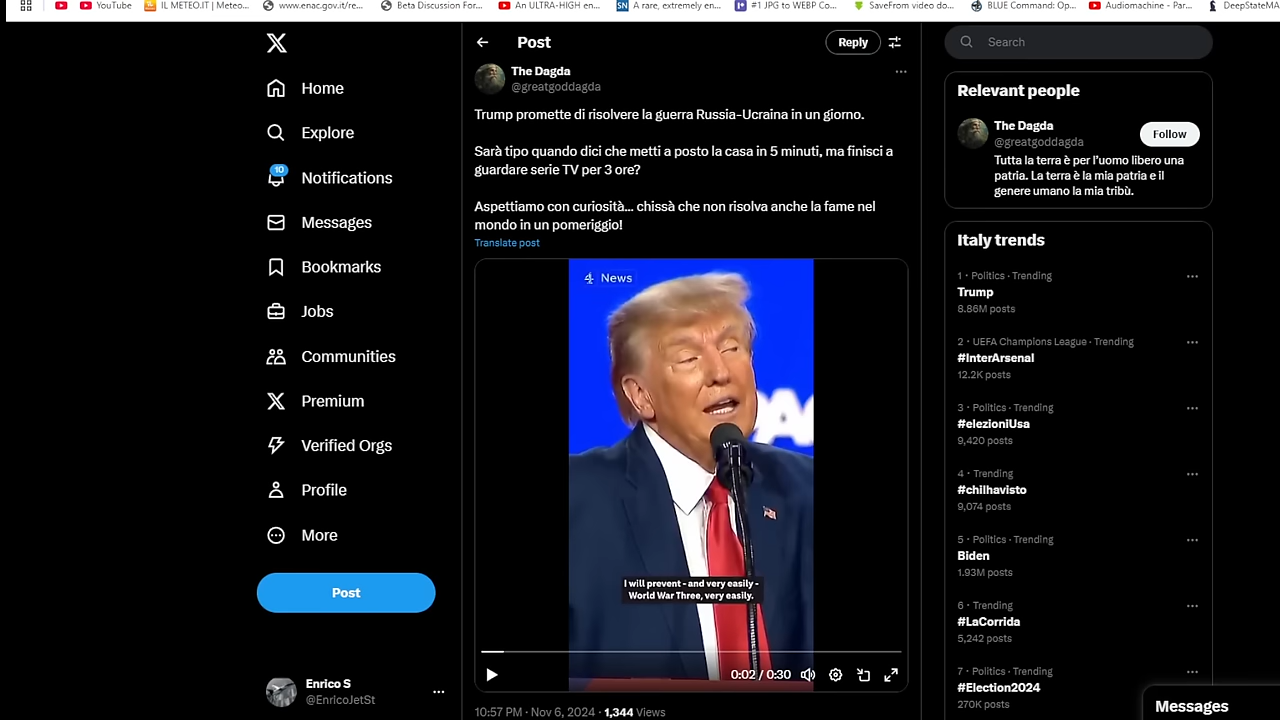 YouTube
IL METEO.IT | Meteo...
www.enac.gov.it/re...
Beta Discussion For...
An ULTRA-HIGH en...
SN A rare, extremely en...
#1 JPG to WEBP Co...
SaveFrom video do...
BLUE Command: Op...
Audiomachine - Par...
DeepStateMA
Home
Explore
10
Notifications
Messages
Bookmarks
Jobs
Communities
Premium
Verified Orgs
Profile
More
Post
Enrico S
@EnricoJetSt
Post
Reply
The Dagda
@greatgoddagda
Trump promette di risolvere la guerra Russia-Ucraina in un giorno.
Sarà tipo quando dici che metti a posto la casa in 5 minuti, ma finisci a
guardare serie TV per 3 ore?
Aspettiamo con curiosità... chissà che non risolva anche la fame nel
mondo in un pomeriggio!
Translate post
4 News
I will prevent - and very easily -
World War Three, very easily.
0:02 / 0:30
10:57 PM · Nov 6, 2024 · 1,344 Views
Search
Relevant people
The Dagda
@greatgoddagda
Follow
Tutta la terra è per l'uomo libero una
patria. La terra è la mia patria e il
genere umano la mia tribù.
Italy trends
1 · Politics · Trending
Trump
8.86M posts
2 · UEFA Champions League · Trending
#InterArsenal
12.2K posts
3 · Politics · Trending
#elezioniUsa
9,420 posts
4 · Trending
#chilhavisto
9,074 posts
5 · Politics · Trending
Biden
1.93M posts
6 · Trending
#LaCorrida
5,242 posts
7 · Politics · Trending
#Election2024
270K posts
Messages